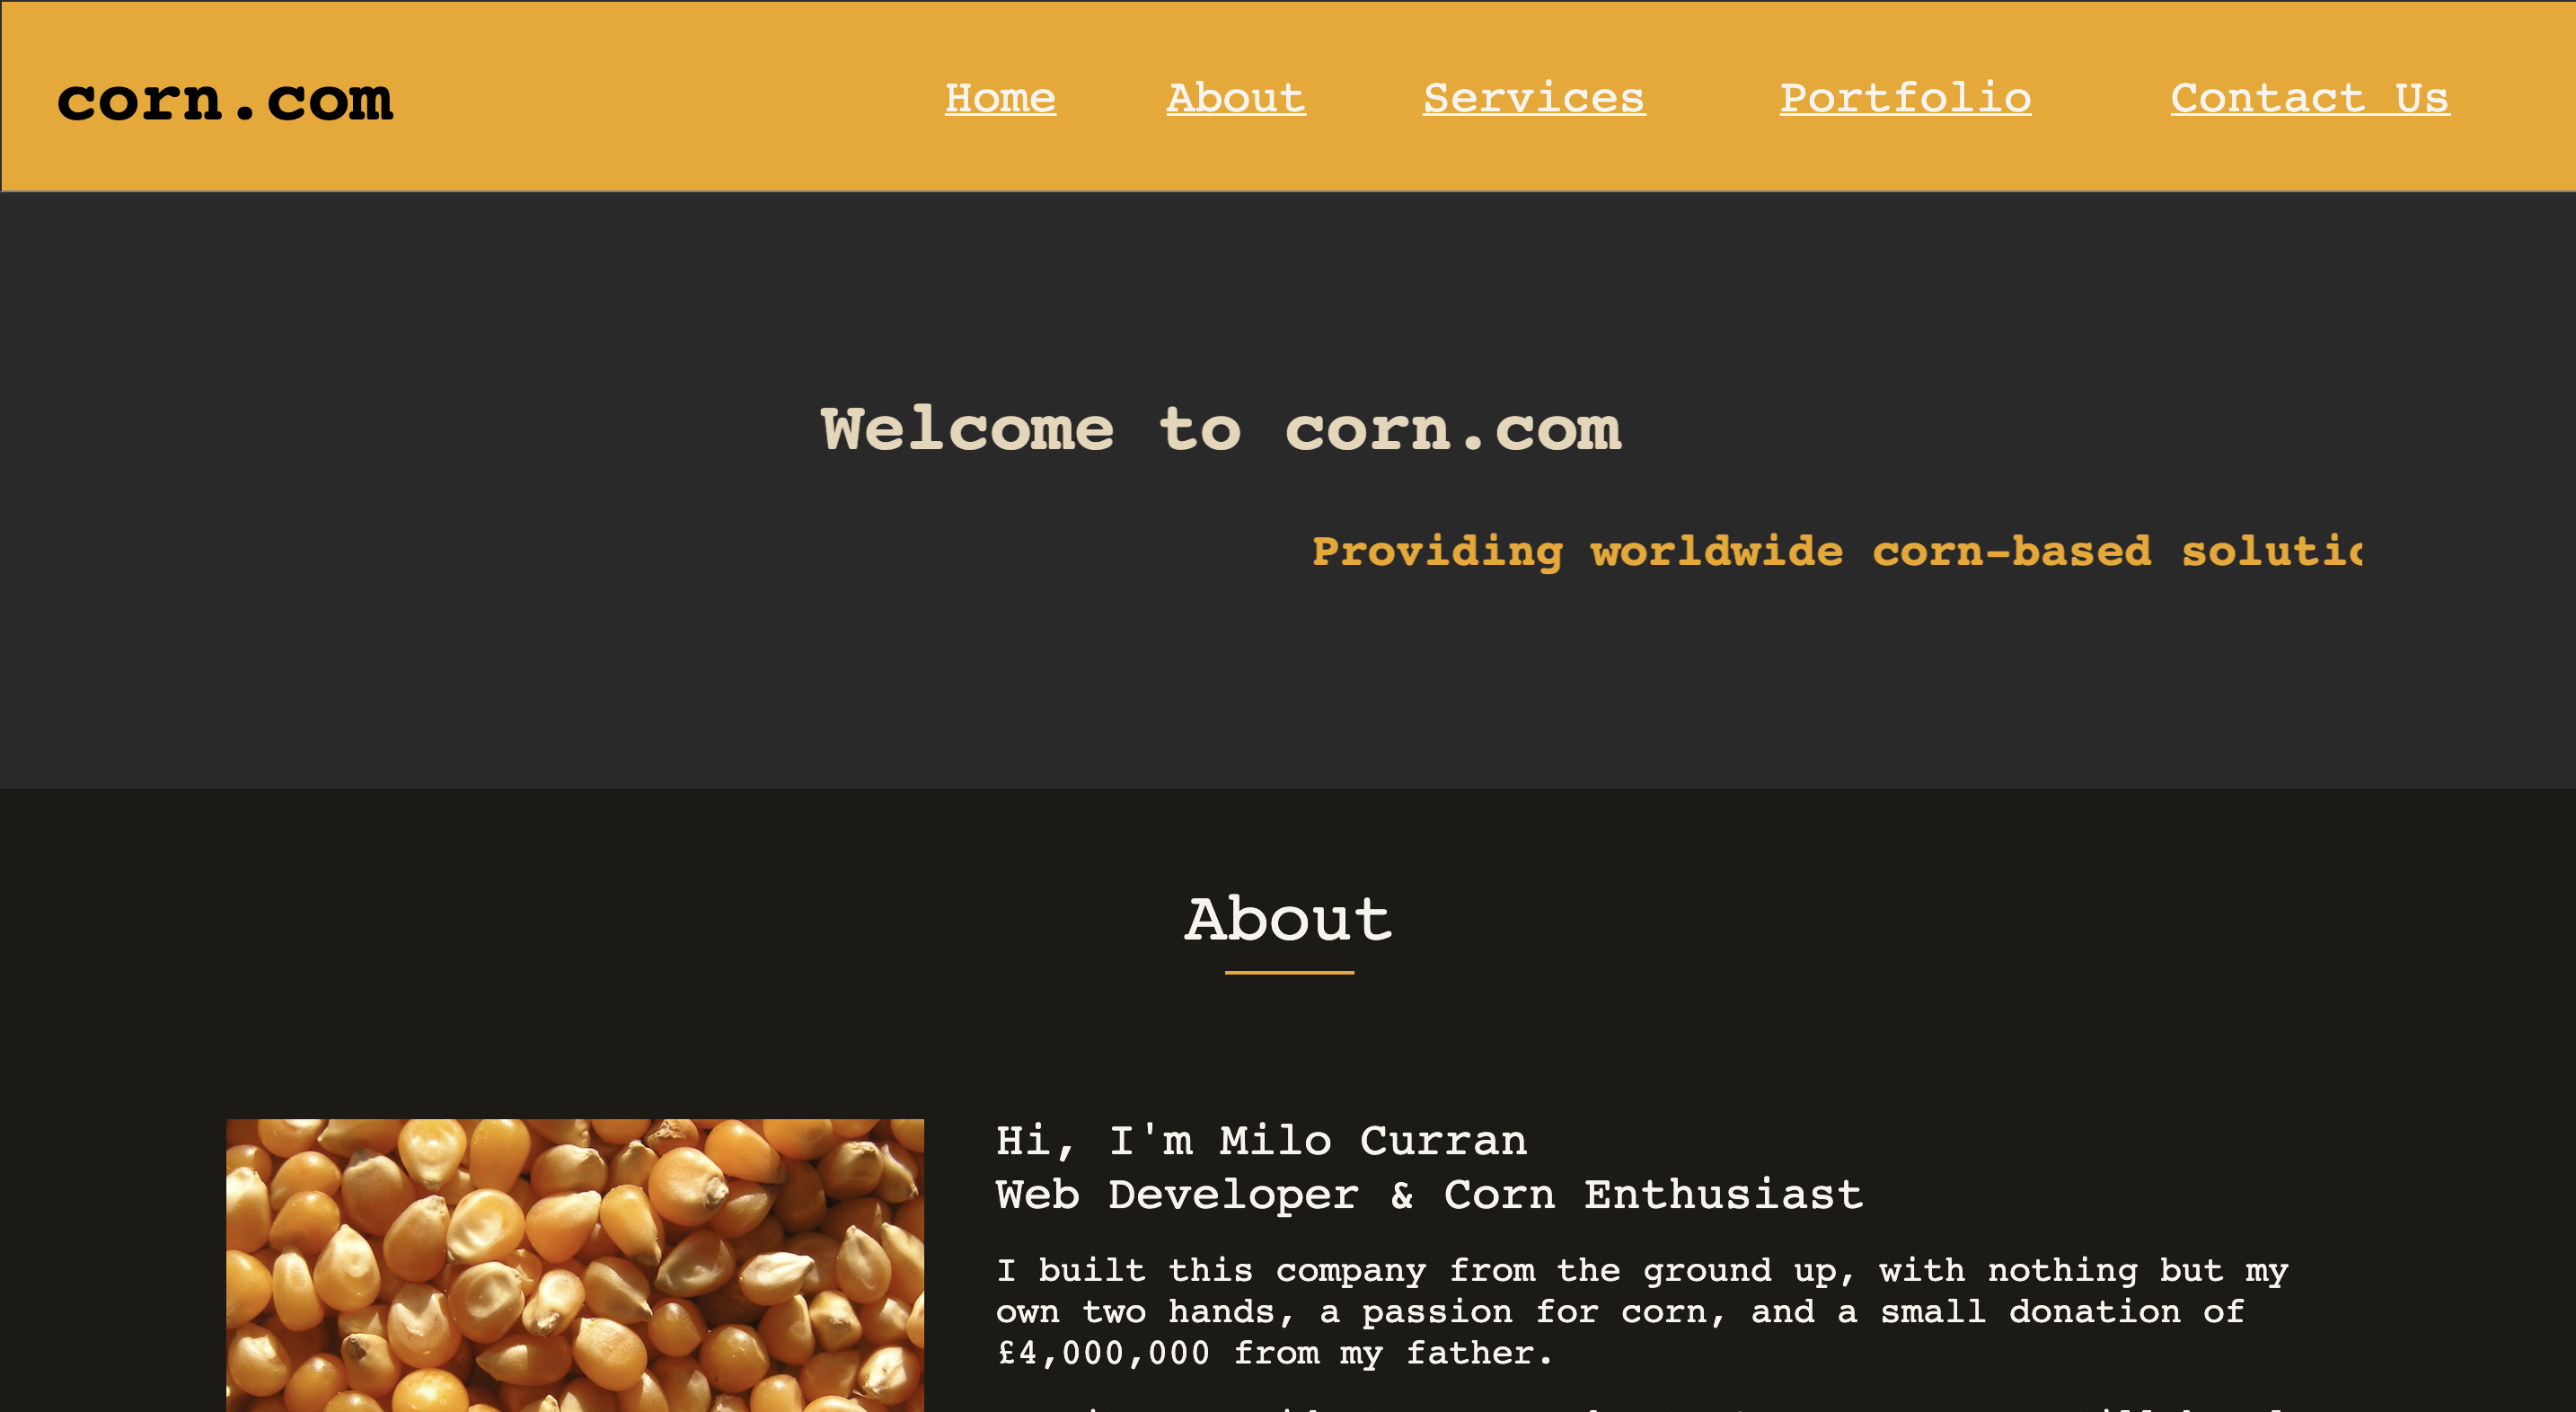 corn.com
Home About Services Portfolio Contact Us
Welcome to corn.com
Providing worldwide corn-based
About
Hi, I'm Milo Curran
Web Developer & Corn Enthusiast
I built this company from the ground up, with nothing but my
own two hands, a passion for corn, and a small donation of
£4,000,000 from my father.